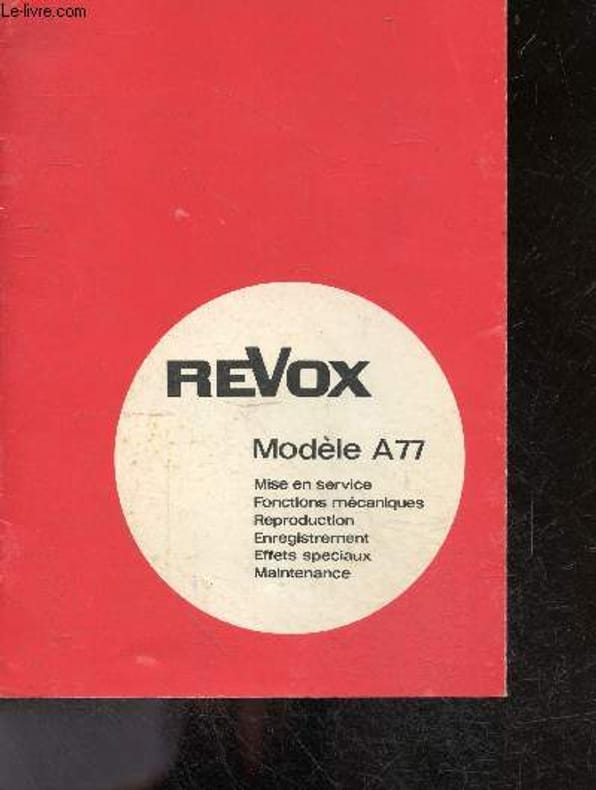 Le-livre.com
REVOX
Modèle A77
Mise en service
Fonctions mécaniques
Reproduction
Enregistrement
Effets speciaux
Maintenance